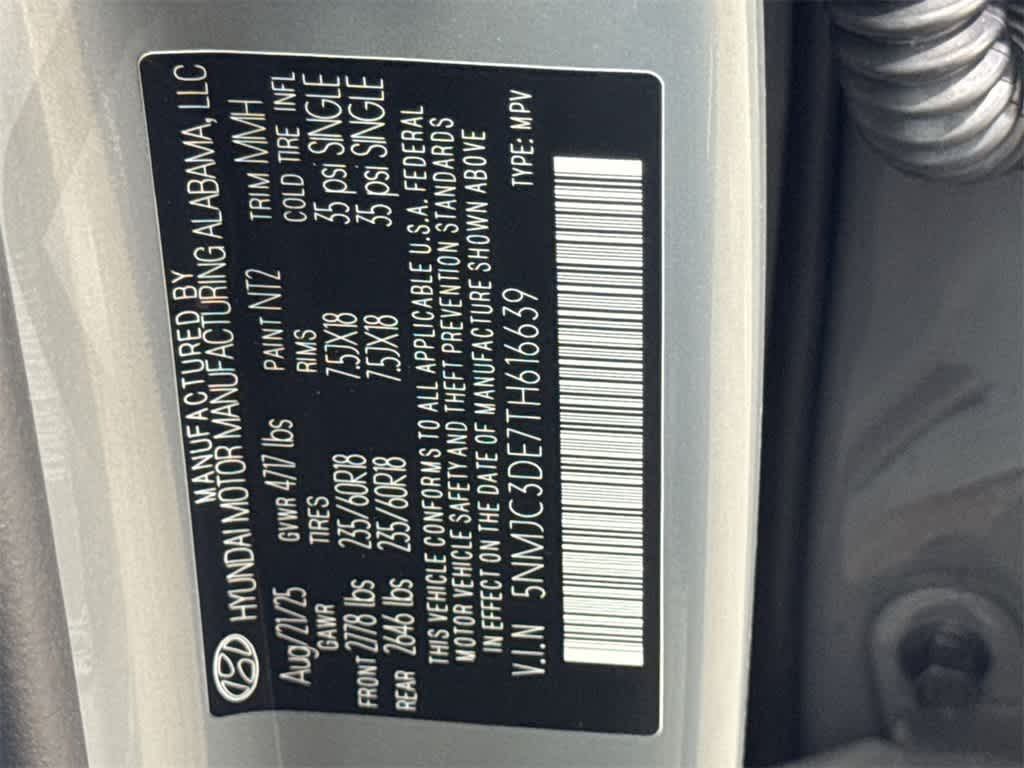 MANUFACTURED BY
HYUNDAI MOTOR MANUFACTURING ALABAMA, LLC
Aug/21/25 GVWR 4717 lbs PAINT NT2 TRIM MMH
GAWR TIRES RIMS COLD TIRE INFL
FRONT 2778 lbs 235/60R18 7.5JX18 35 psi SINGLE
REAR 2646 lbs 235/60R18 7.5JX18 35 psi SINGLE
THIS VEHICLE CONFORMS TO ALL APPLICABLE U.S.A. FEDERAL
MOTOR VEHICLE SAFETY AND THEFT PREVENTION STANDARDS
IN EFFECT ON THE DATE OF MANUFACTURE SHOWN ABOVE
V.I.N 5NMJC3DE7TH616639 TYPE: MPV